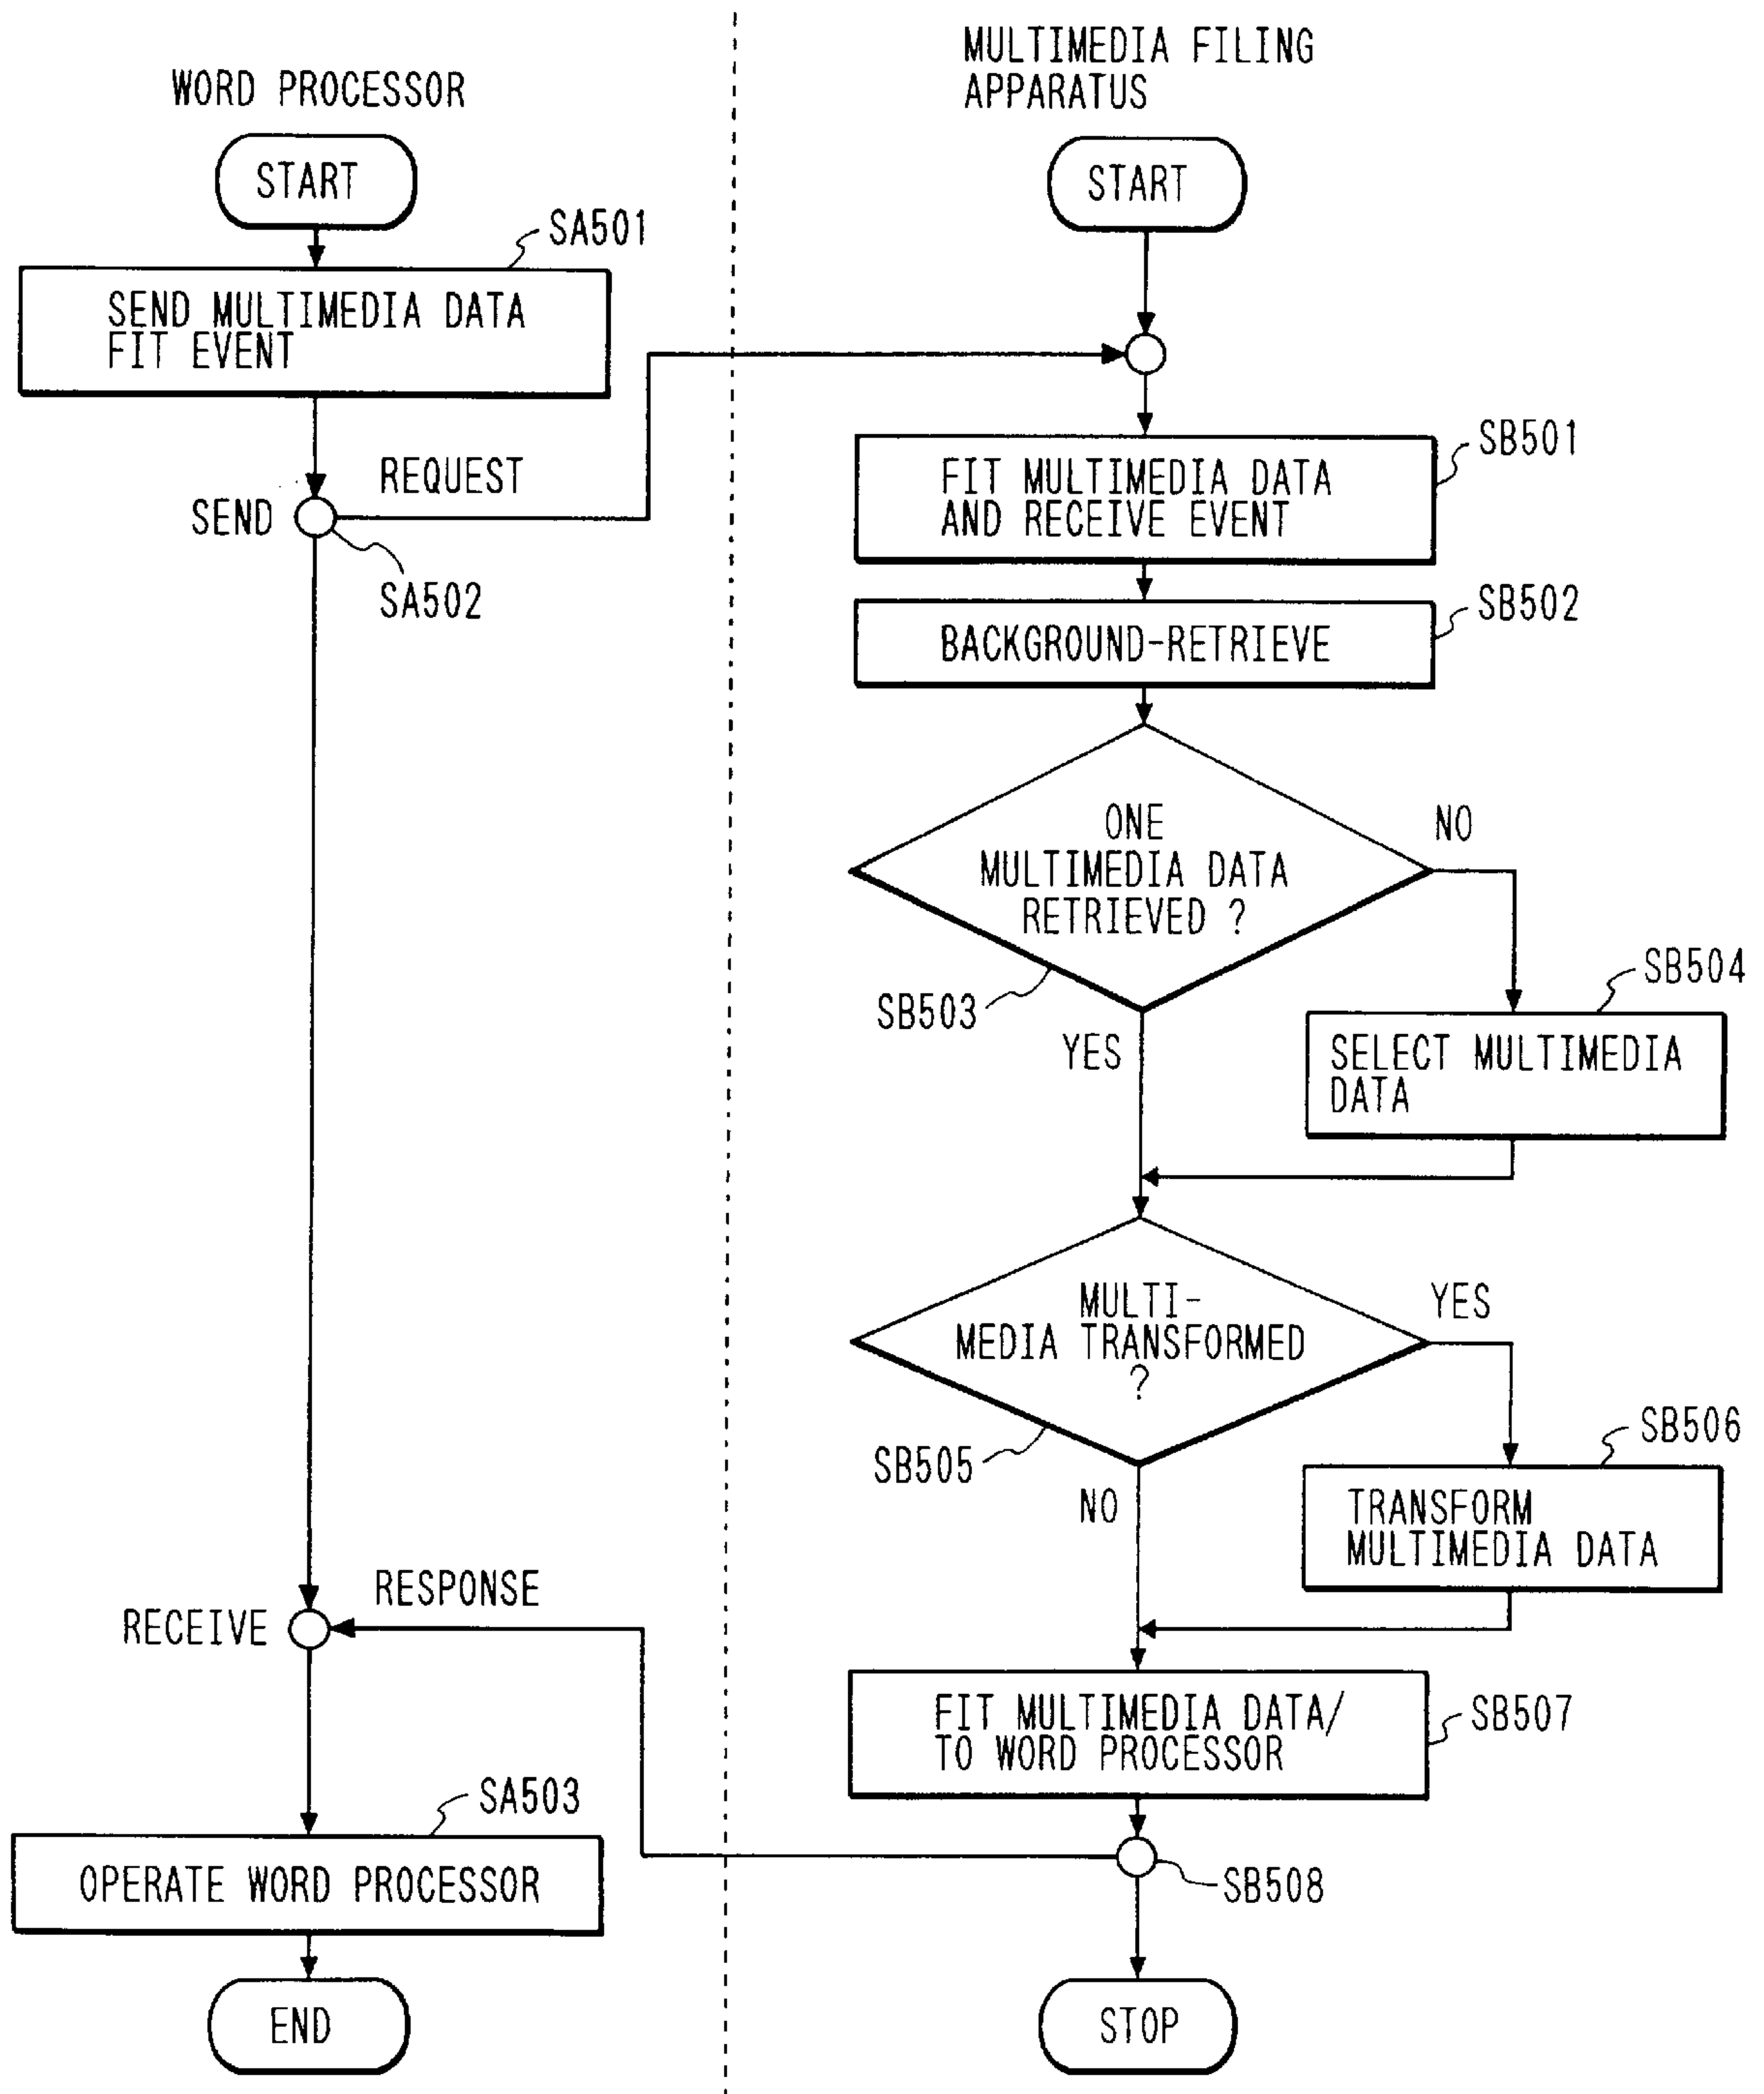 WORD PROCESSOR
START
SA501
SEND MULTIMEDIA DATA
FIT EVENT
REQUEST
SEND
SA502
RESPONSE
RECEIVE
SA503
OPERATE WORD PROCESSOR
END
MULTIMEDIA FILING
APPARATUS
START
SB501
FIT MULTIMEDIA DATA
AND RECEIVE EVENT
SB502
BACKGROUND-RETRIEVE
ONE
MULTIMEDIA DATA
RETRIEVED ?
NO
SB503
YES
SB504
SELECT MULTIMEDIA
DATA
MULTI-
MEDIA TRANSFORMED
?
YES
SB505
NO
SB506
TRANSFORM
MULTIMEDIA DATA
FIT MULTIMEDIA DATA/
TO WORD PROCESSOR
SB507
SB508
STOP